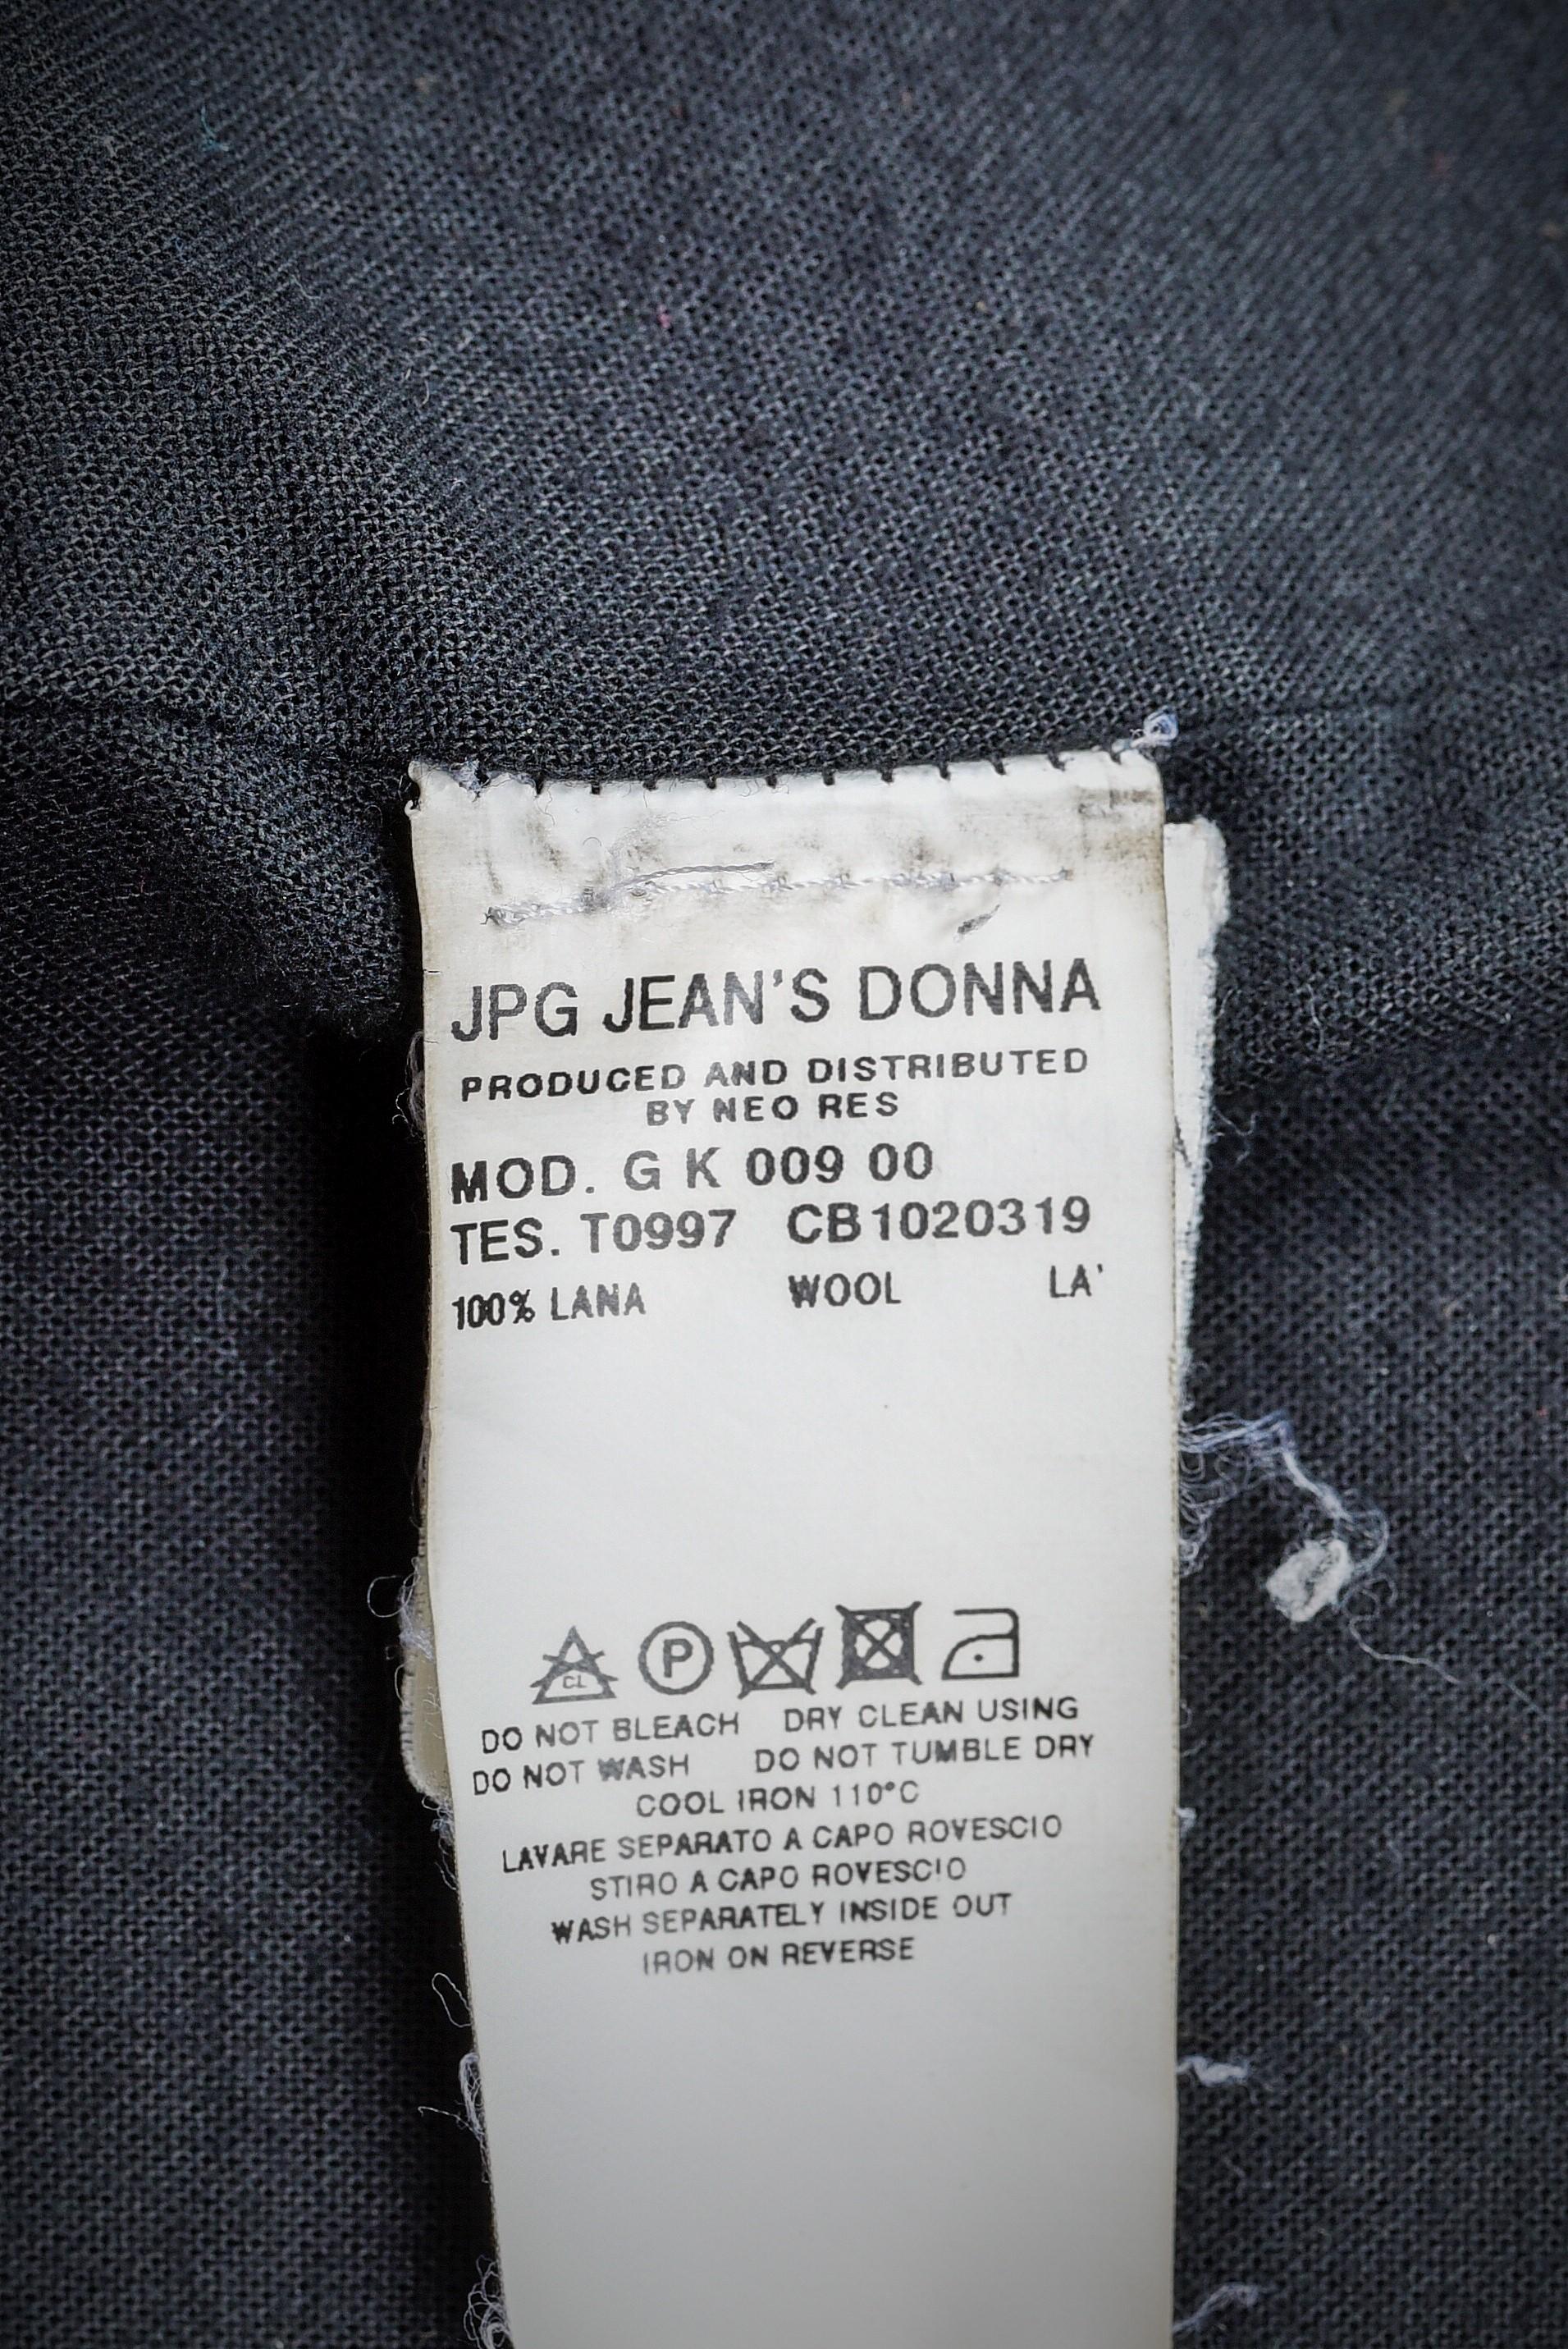 JPG JEAN'S DONNA
PRODUCED AND DISTRIBUTED
BY NEO RES
MOD. G K 009 00
TES. T0997 CB1020319
100% LANA WOOL LA'
CL P
DO NOT BLEACH DRY CLEAN USING
DO NOT WASH DO NOT TUMBLE DRY
COOL IRON 110°C
LAVARE SEPARATO A CAPO ROVESCIO
STIRO A CAPO ROVESCIO
WASH SEPARATELY INSIDE OUT
IRON ON REVERSE